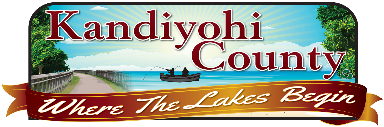 Kandiyohi
County
Where The Lakes Begin